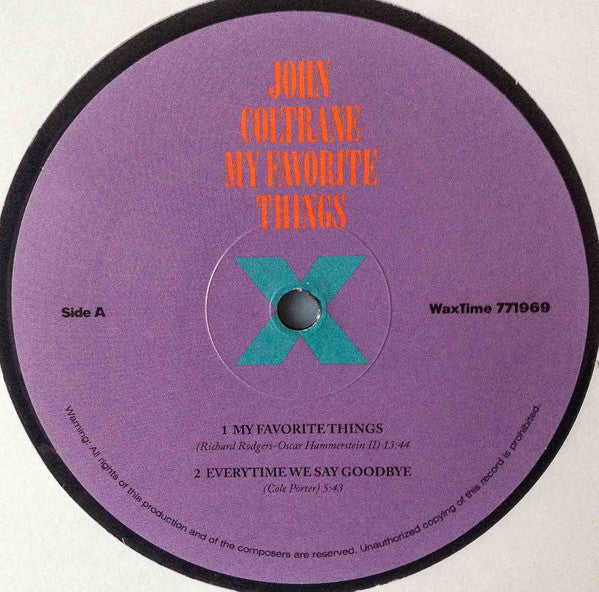 JOHN
COLTRANE
MY FAVORITE
THINGS
X
Side A
WaxTime 771969
1 MY FAVORITE THINGS
(Richard Rodgers-Oscar Hammerstein II) 13:44
2 EVERYTIME WE SAY GOODBYE
(Cole Porter) 5:43
Warning: All rights of this production and of the composers are reserved. Unauthorized copying of this record is prohibited.